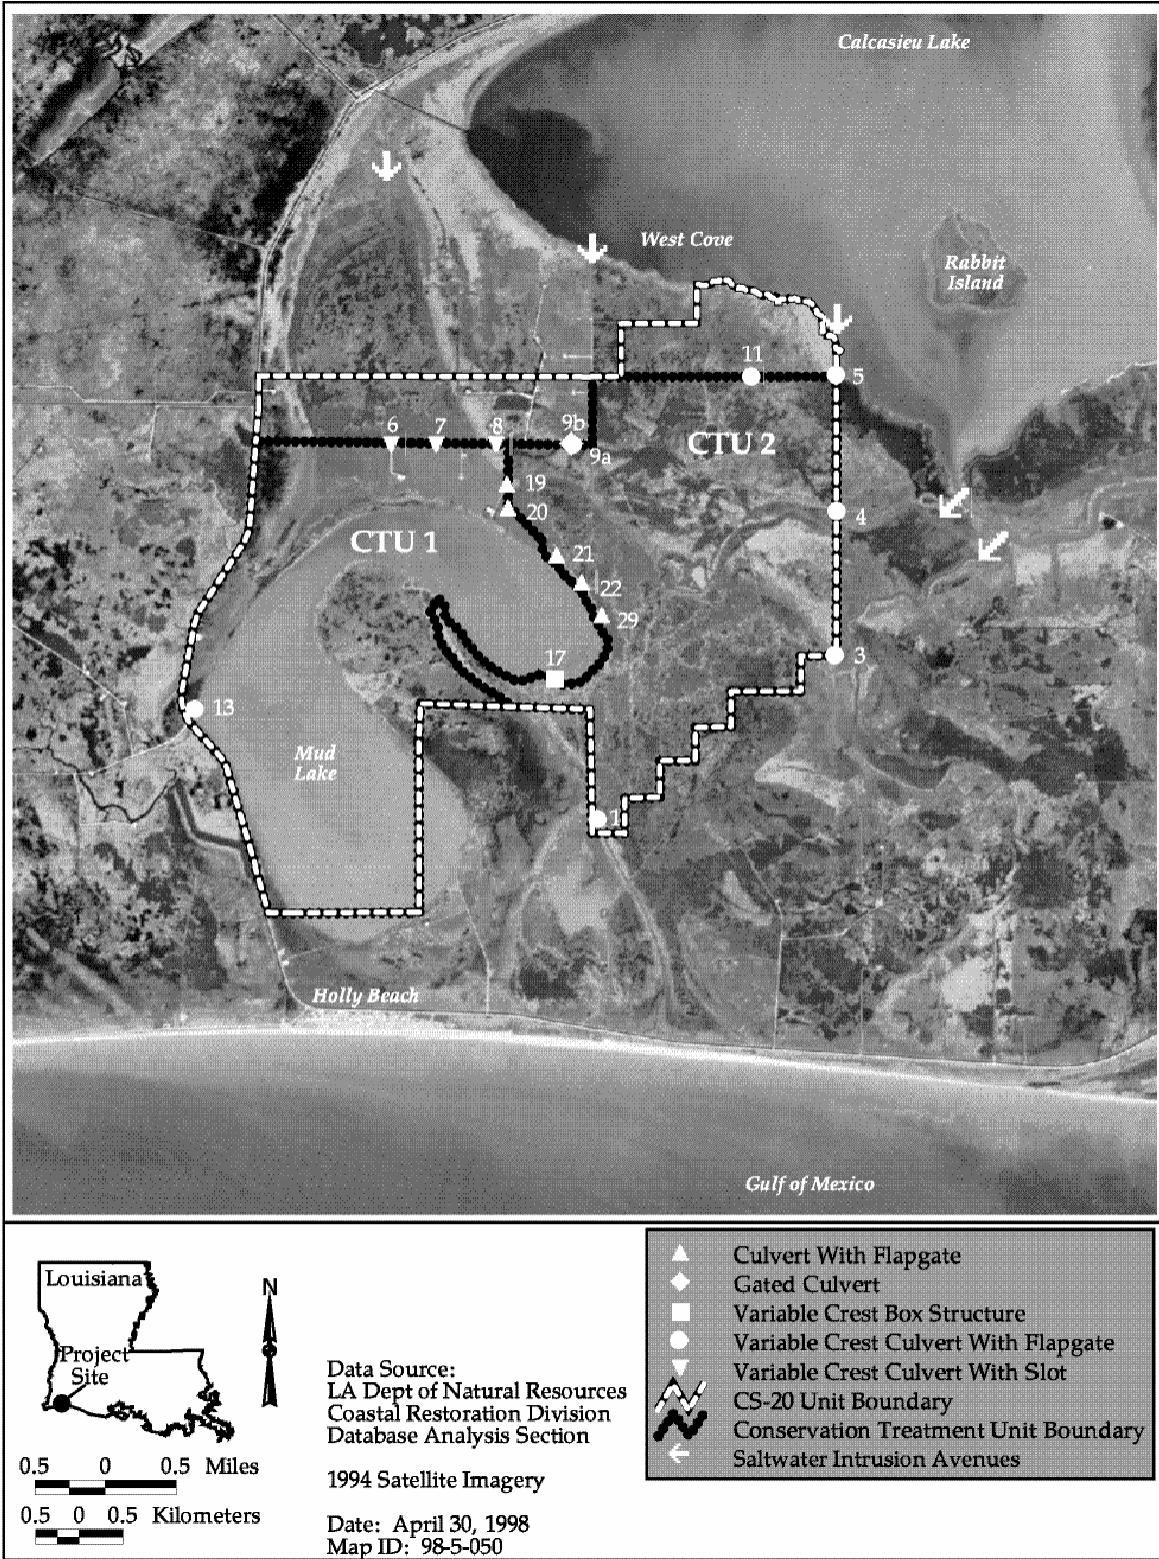 Calcasieu Lake
West Cove
Rabbit
Island
11
5
6
7
8
9b
9a
CTU 2
19
20
4
CTU 1
21
22
29
3
17
13
Mud
Lake
1
Holly Beach
Gulf of Mexico
Louisiana
Project
Site
N
0.5 0 0.5 Miles
0.5 0 0.5 Kilometers
Data Source:
LA Dept of Natural Resources
Coastal Restoration Division
Database Analysis Section
1994 Satellite Imagery
Date: April 30, 1998
Map ID: 98-5-050
Culvert With Flapgate
Gated Culvert
Variable Crest Box Structure
Variable Crest Culvert With Flapgate
Variable Crest Culvert With Slot
CS-20 Unit Boundary
Conservation Treatment Unit Boundary
Saltwater Intrusion Avenues